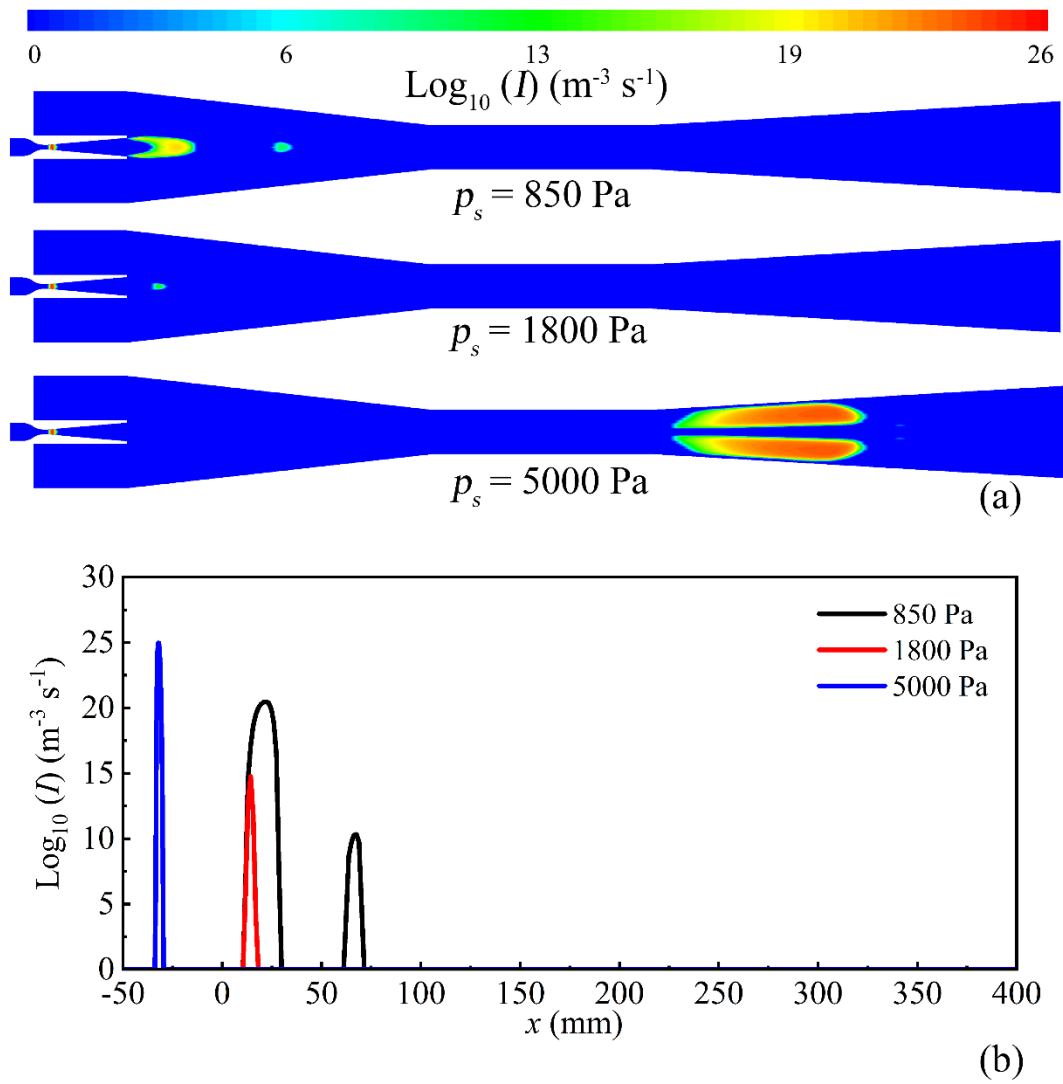 0 6 13 19 26
Log₁₀ (I) (m⁻³ s⁻¹)
pₛ = 850 Pa
pₛ = 1800 Pa
pₛ = 5000 Pa
(a)
30
25
20
15
10
5
0
Log₁₀ (I) (m⁻³ s⁻¹)
850 Pa
1800 Pa
5000 Pa
-50 0 50 100 150 200 250 300 350 400
x (mm)
(b)